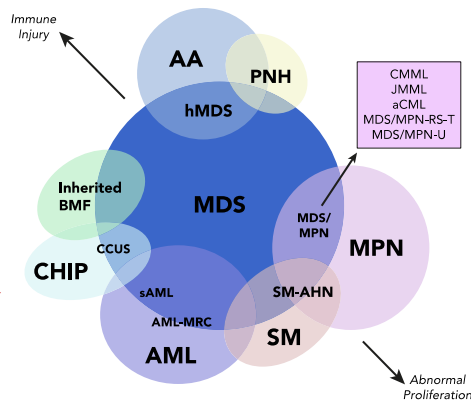 Immune
Injury
AA
PNH
hMDS
CMML
JMML
aCML
MDS/MPN-RS-T
MDS/MPN-U
Inherited
BMF
MDS
MDS/
MPN
MPN
CCUS
CHIP
sAML
SM-AHN
AML-MRC
SM
AML
Abnormal
Proliferation